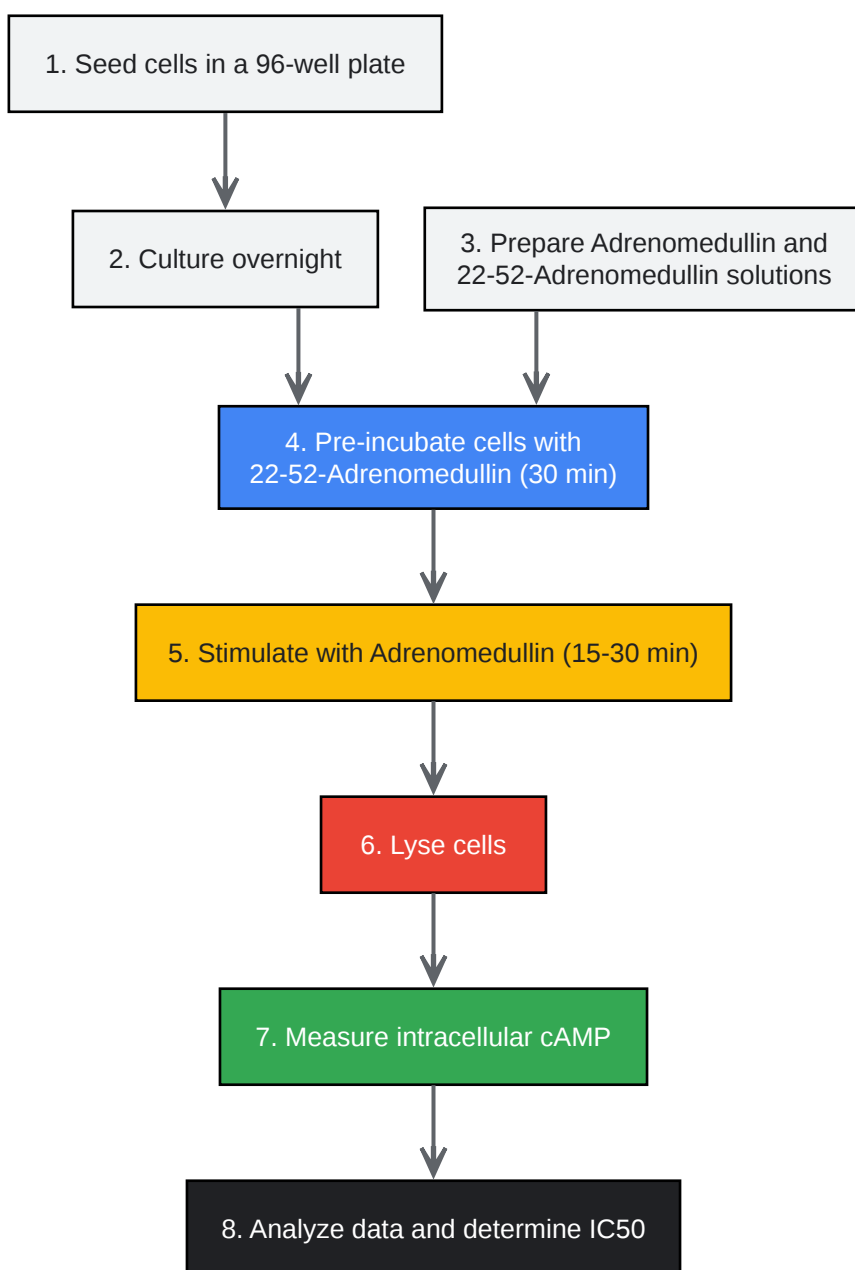 1. Seed cells in a 96-well plate
2. Culture overnight
3. Prepare Adrenomedullin and
22-52-Adrenomedullin solutions
4. Pre-incubate cells with
22-52-Adrenomedullin (30 min)
5. Stimulate with Adrenomedullin (15-30 min)
6. Lyse cells
7. Measure intracellular cAMP
8. Analyze data and determine IC50